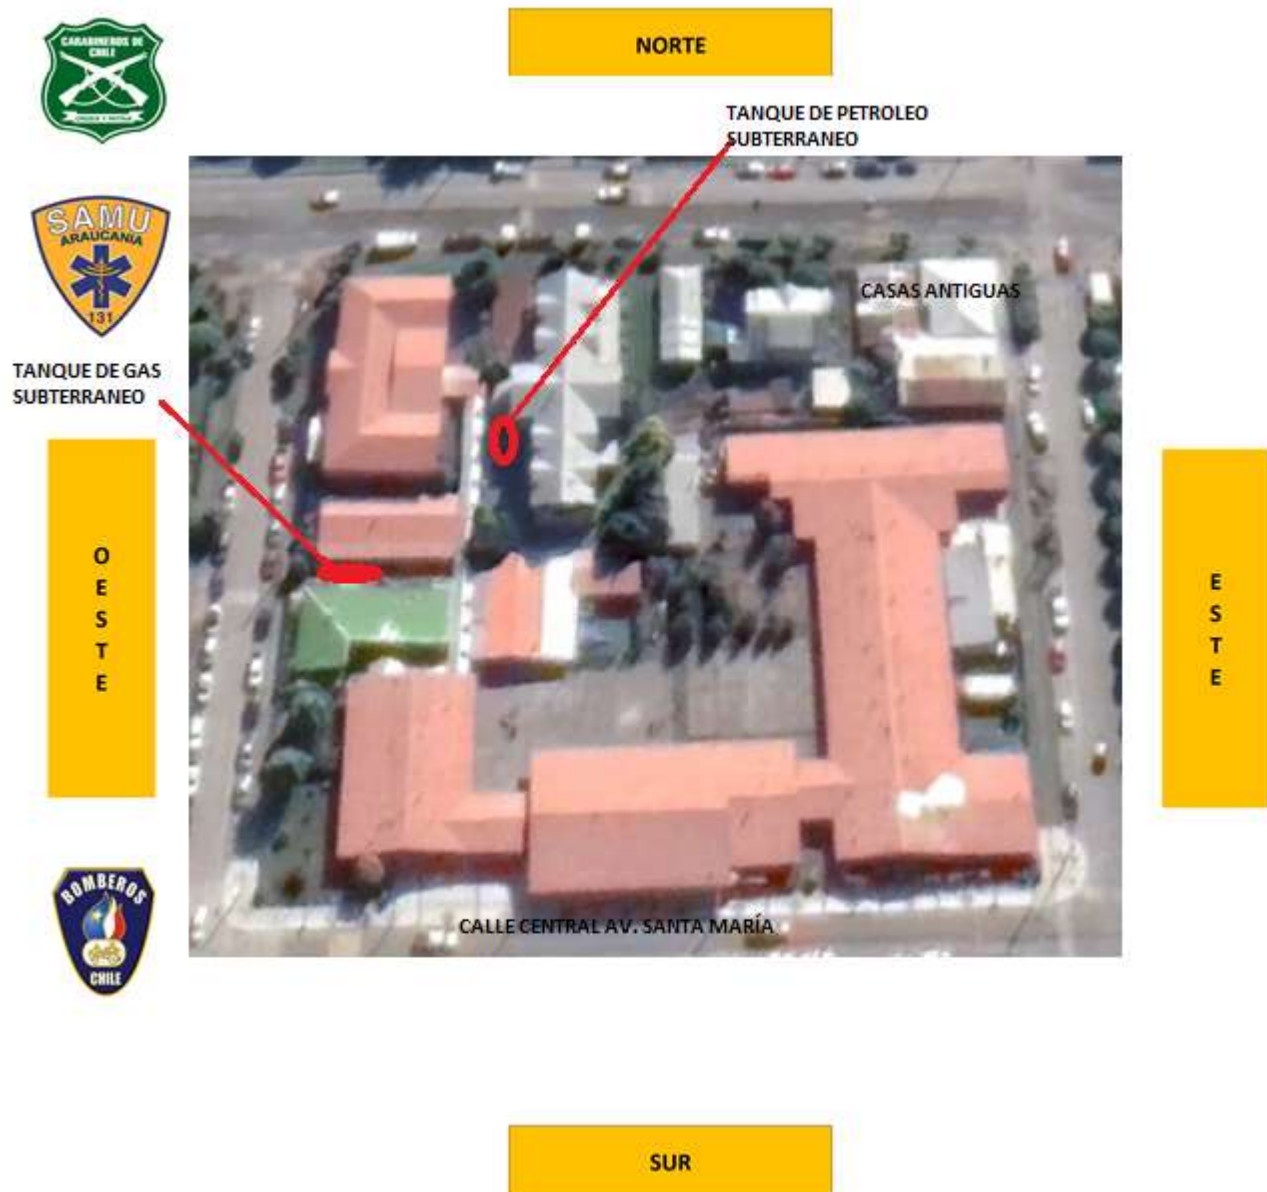 NORTE
CARABINEROS DE
CHILE
TANQUE DE PETROLEO
SUBTERRANEO
SAMU
ARAUCANIA
131
CASAS ANTIGUAS
TANQUE DE GAS
SUBTERRANEO
O
E
S
T
E
E
S
T
E
BOMBEROS
CHILE
CALLE CENTRAL AV. SANTA MARÍA
SUR